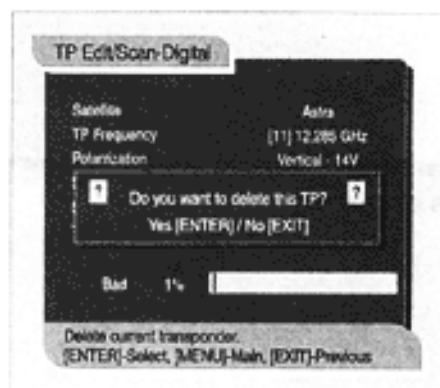 TP Edit/Scan-Digital
Satellite Astra
TP Frequency [11] 12.285 GHz
Polarization Vertical - 14V
? Do you want to delete this TP? ?
Yes [ENTER] / No [EXIT]
Bad 1%
Delete current transponder.
[ENTER]-Select, [MENU]-Main, [EXIT]-Previous